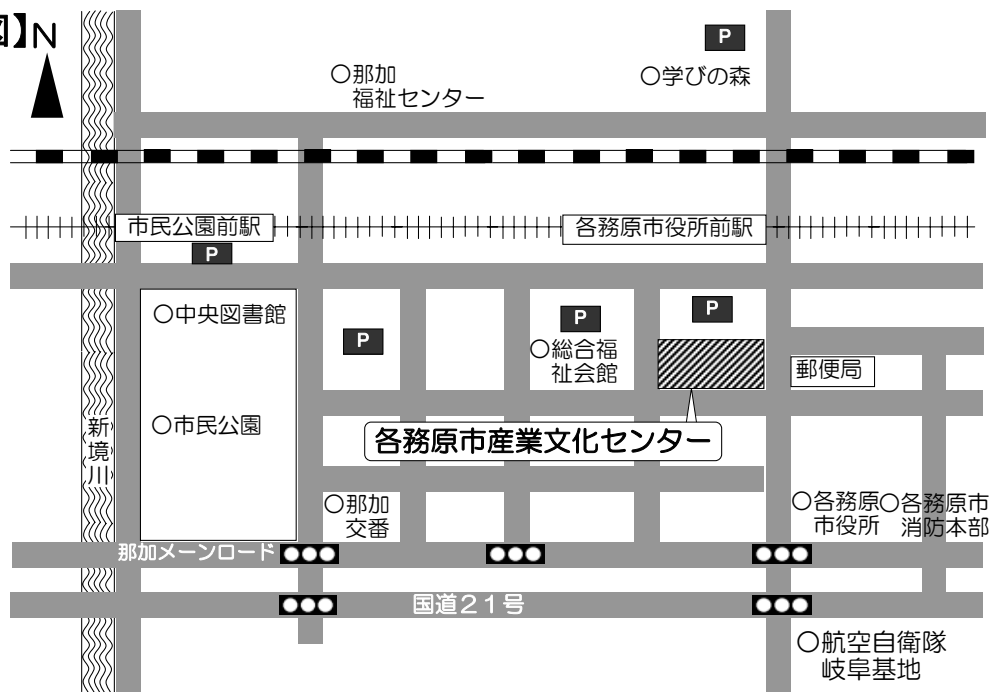 図】N
P
○那加
福祉センター
○学びの森
市民公園前駅
各務原市役所前駅
P
○中央図書館
P
P
P
○総合福
祉会館
郵便局
○市民公園
新境川
各務原市産業文化センター
○那加
交番
○各務原
市役所
○各務原市
消防本部
那加メーンロード
国道21号
○航空自衛隊
岐阜基地